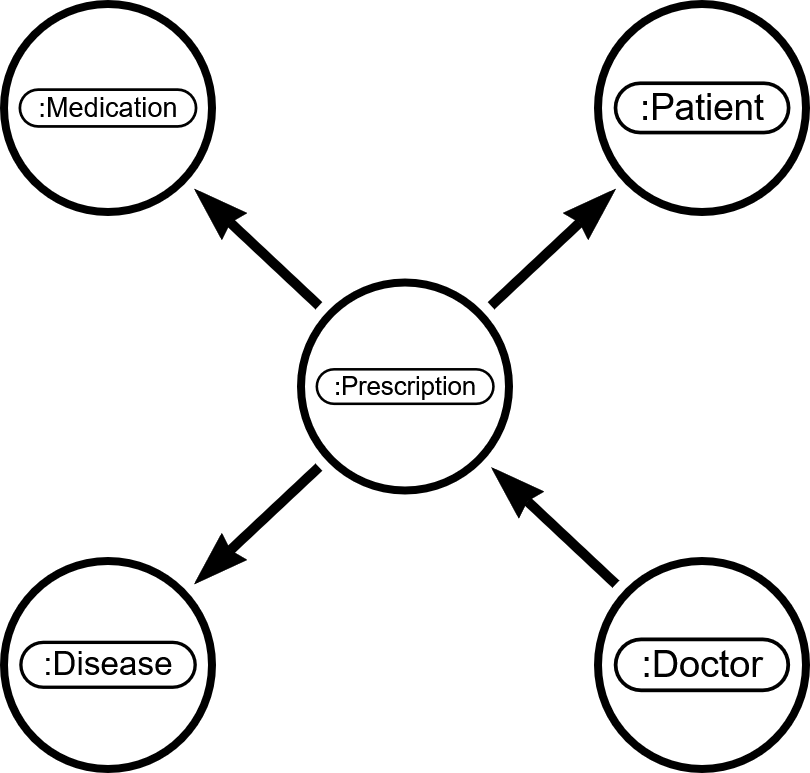 :Medication
:Patient
:Prescription
:Disease
:Doctor